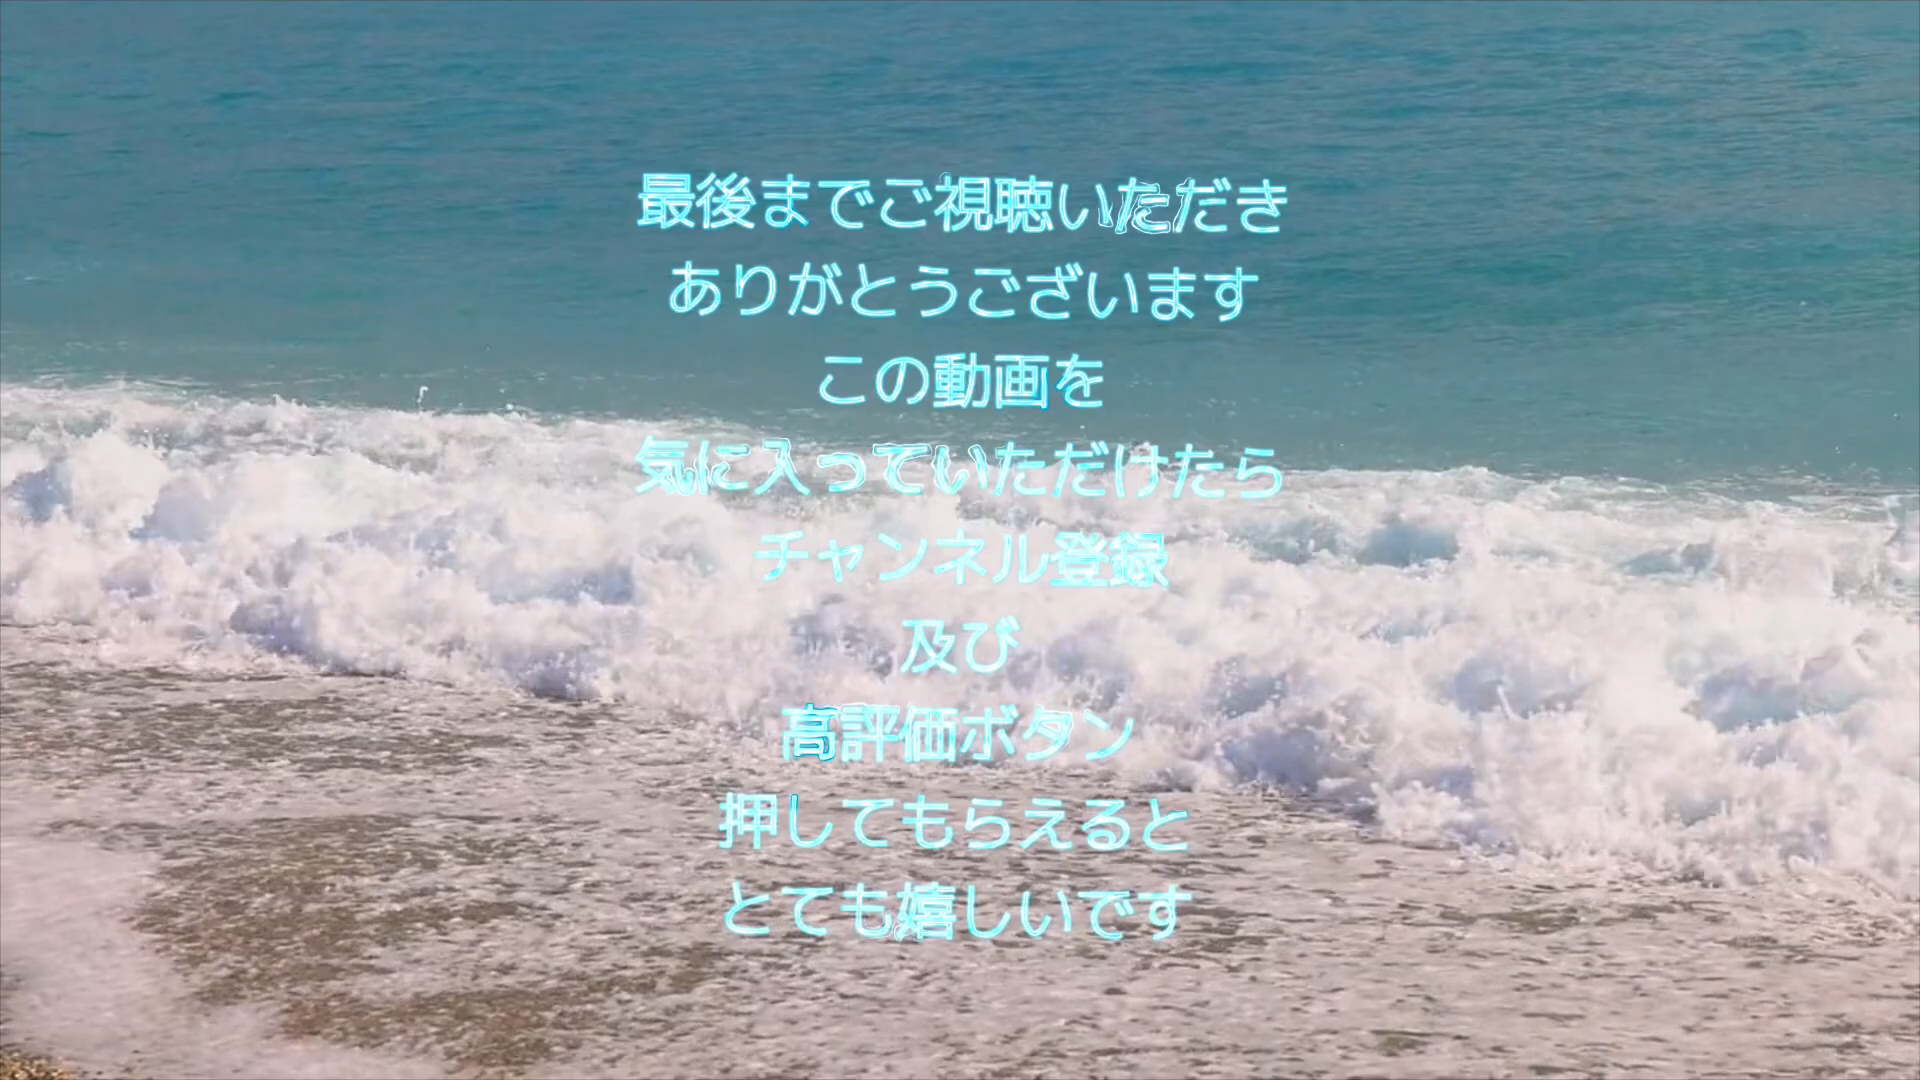 最後までご視聴いただき
ありがとうございます
この動画を
気に入っていただけたら
チャンネル登録
及び
高評価ボタン
押してもらえると
とても嬉しいです